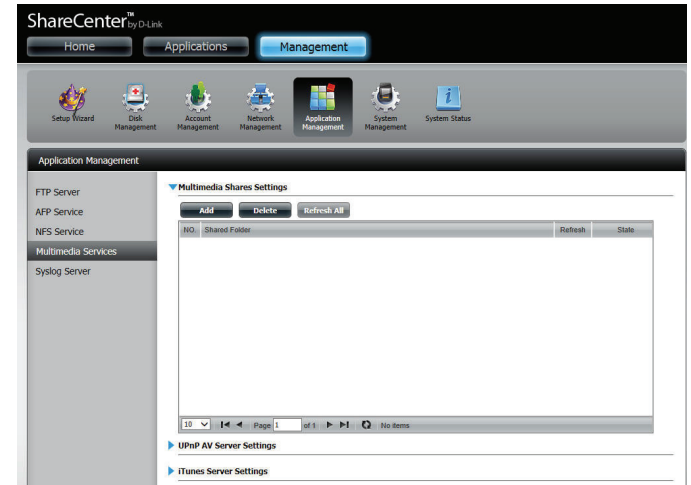 ShareCenter™ by D-Link
Home Applications Management
Setup Wizard
Disk Management
Account Management
Network Management
Application Management
System Management
System Status
Application Management
FTP Server
AFP Service
NFS Service
Multimedia Services
Syslog Server
Multimedia Shares Settings
Add Delete Refresh All
NO. Shared Folder Refresh State
10 Page 1 of 1 No items
UPnP AV Server Settings
iTunes Server Settings